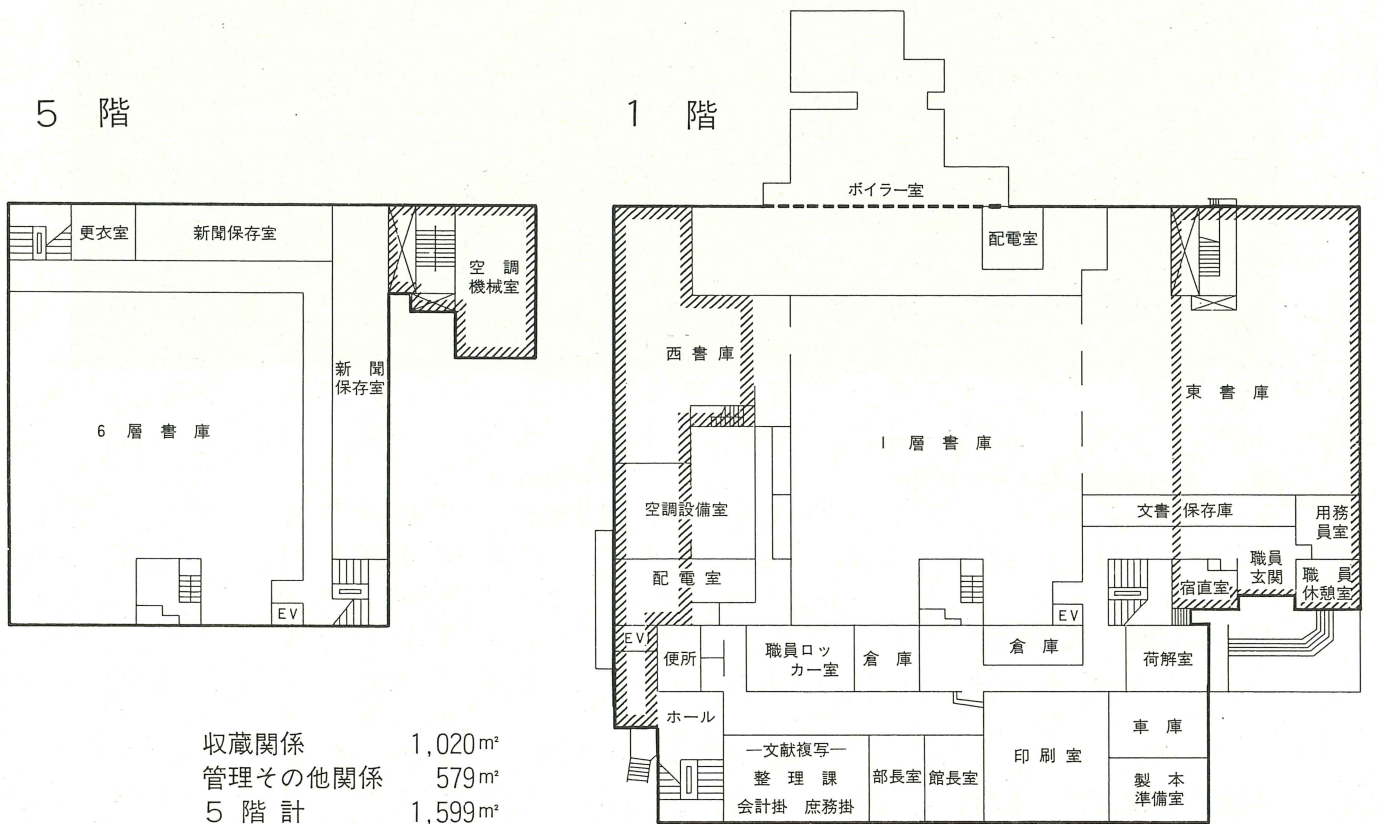 5 階
更衣室
新聞保存室
空 調
機械室
新 聞
保存室
6 層 書 庫
EV
収蔵関係 1,020㎡
管理その他関係 579㎡
5 階 計 1,599㎡
1 階
ボイラー室
配電室
西 書 庫
東 書 庫
1 層 書 庫
空調設備室
文書保存庫
用務
員室
配 電 室
職員
玄関
宿直室
職 員
休憩室
EV
EV
便所
職員ロッ
カー室
倉 庫
倉 庫
荷解室
ホール
車 庫
―文献複写―
整 理 課
会計掛 庶務掛
部長室
館長室
印 刷 室
製 本
準備室